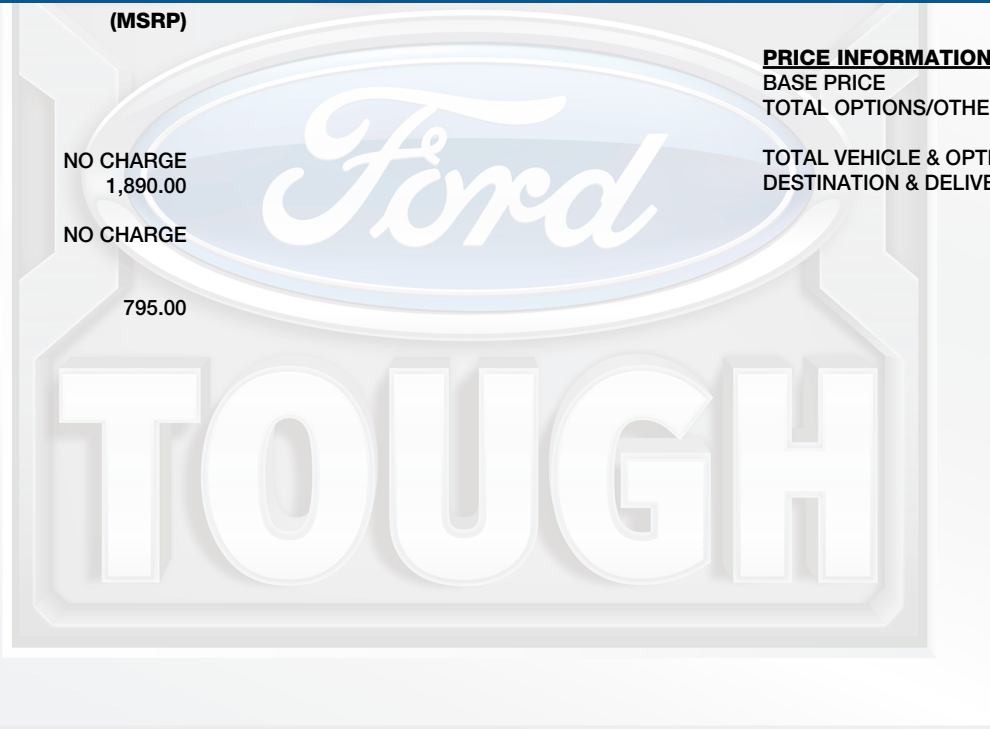 (MSRP)
NO CHARGE
1,890.00
NO CHARGE
795.00
PRICE INFORMATION
BASE PRICE
TOTAL OPTIONS/OTHE
TOTAL VEHICLE & OPTI
DESTINATION & DELIVE
Ford
TOUGH